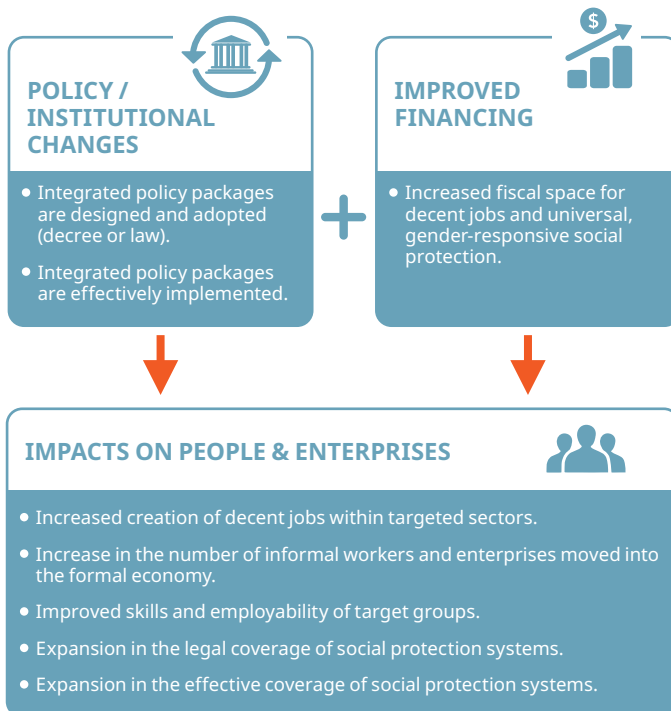 POLICY /
INSTITUTIONAL
CHANGES
● Integrated policy packages
are designed and adopted
(decree or law).
● Integrated policy packages
are effectively implemented.
+
$
IMPROVED
FINANCING
● Increased fiscal space for
decent jobs and universal,
gender-responsive social
protection.
IMPACTS ON PEOPLE & ENTERPRISES
● Increased creation of decent jobs within targeted sectors.
● Increase in the number of informal workers and enterprises moved into
the formal economy.
● Improved skills and employability of target groups.
● Expansion in the legal coverage of social protection systems.
● Expansion in the effective coverage of social protection systems.